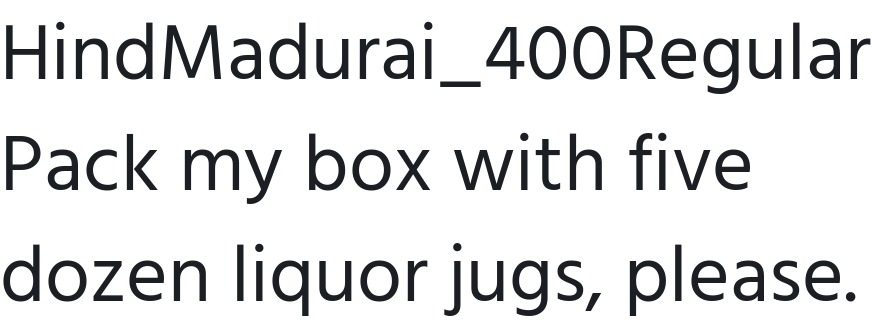 HindMadurai_400Regular
Pack my box with five
dozen liquor jugs, please.